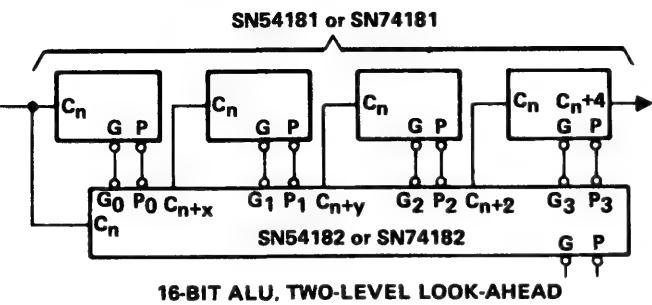 SN54181 or SN74181
Cn Cn Cn Cn Cn+4
G P G P G P G P
G0 P0 Cn+x G1 P1 Cn+y G2 P2 Cn+2 G3 P3
Cn
SN54182 or SN74182
G P
16-BIT ALU, TWO-LEVEL LOOK-AHEAD